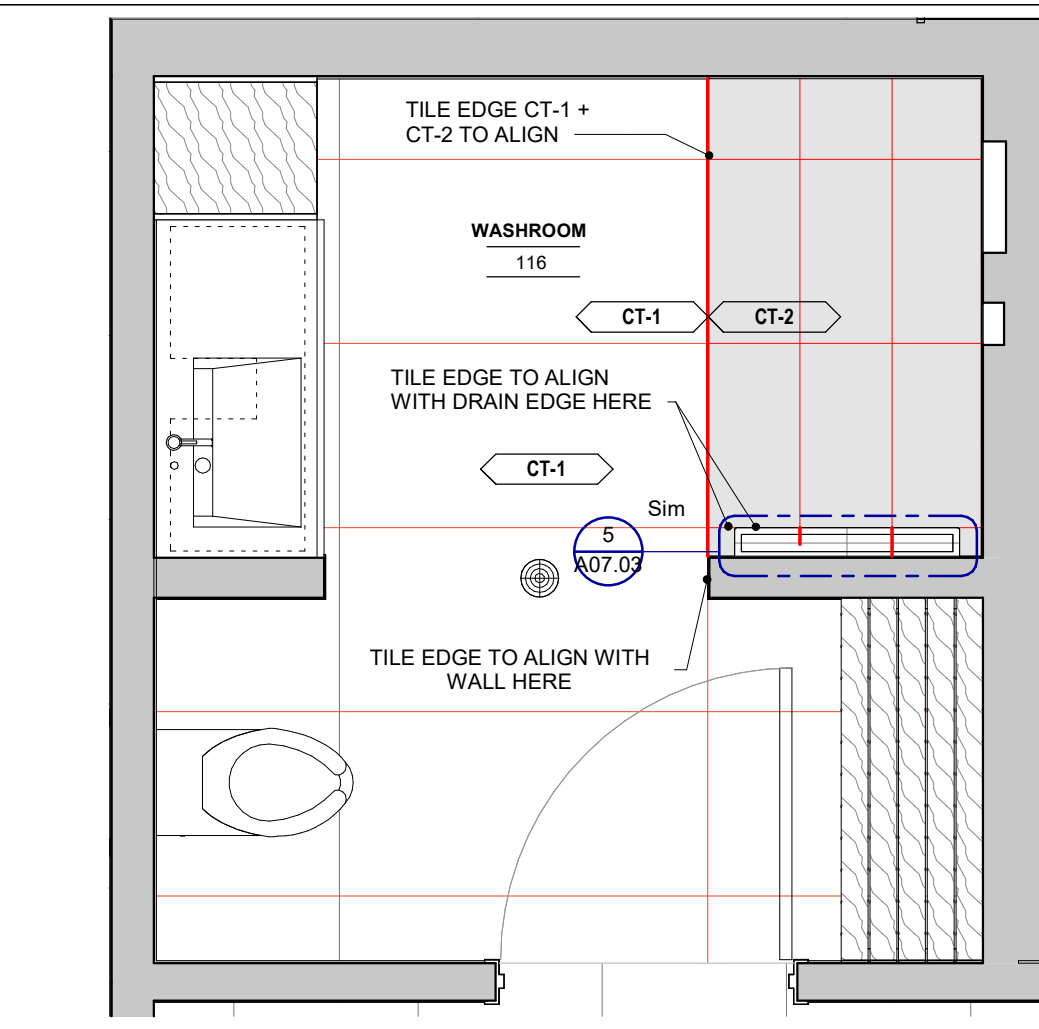 TILE EDGE CT-1 +
CT-2 TO ALIGN
WASHROOM
116
CT-1
CT-2
TILE EDGE TO ALIGN
WITH DRAIN EDGE HERE
CT-1
Sim
5
A07.03
TILE EDGE TO ALIGN WITH
WALL HERE